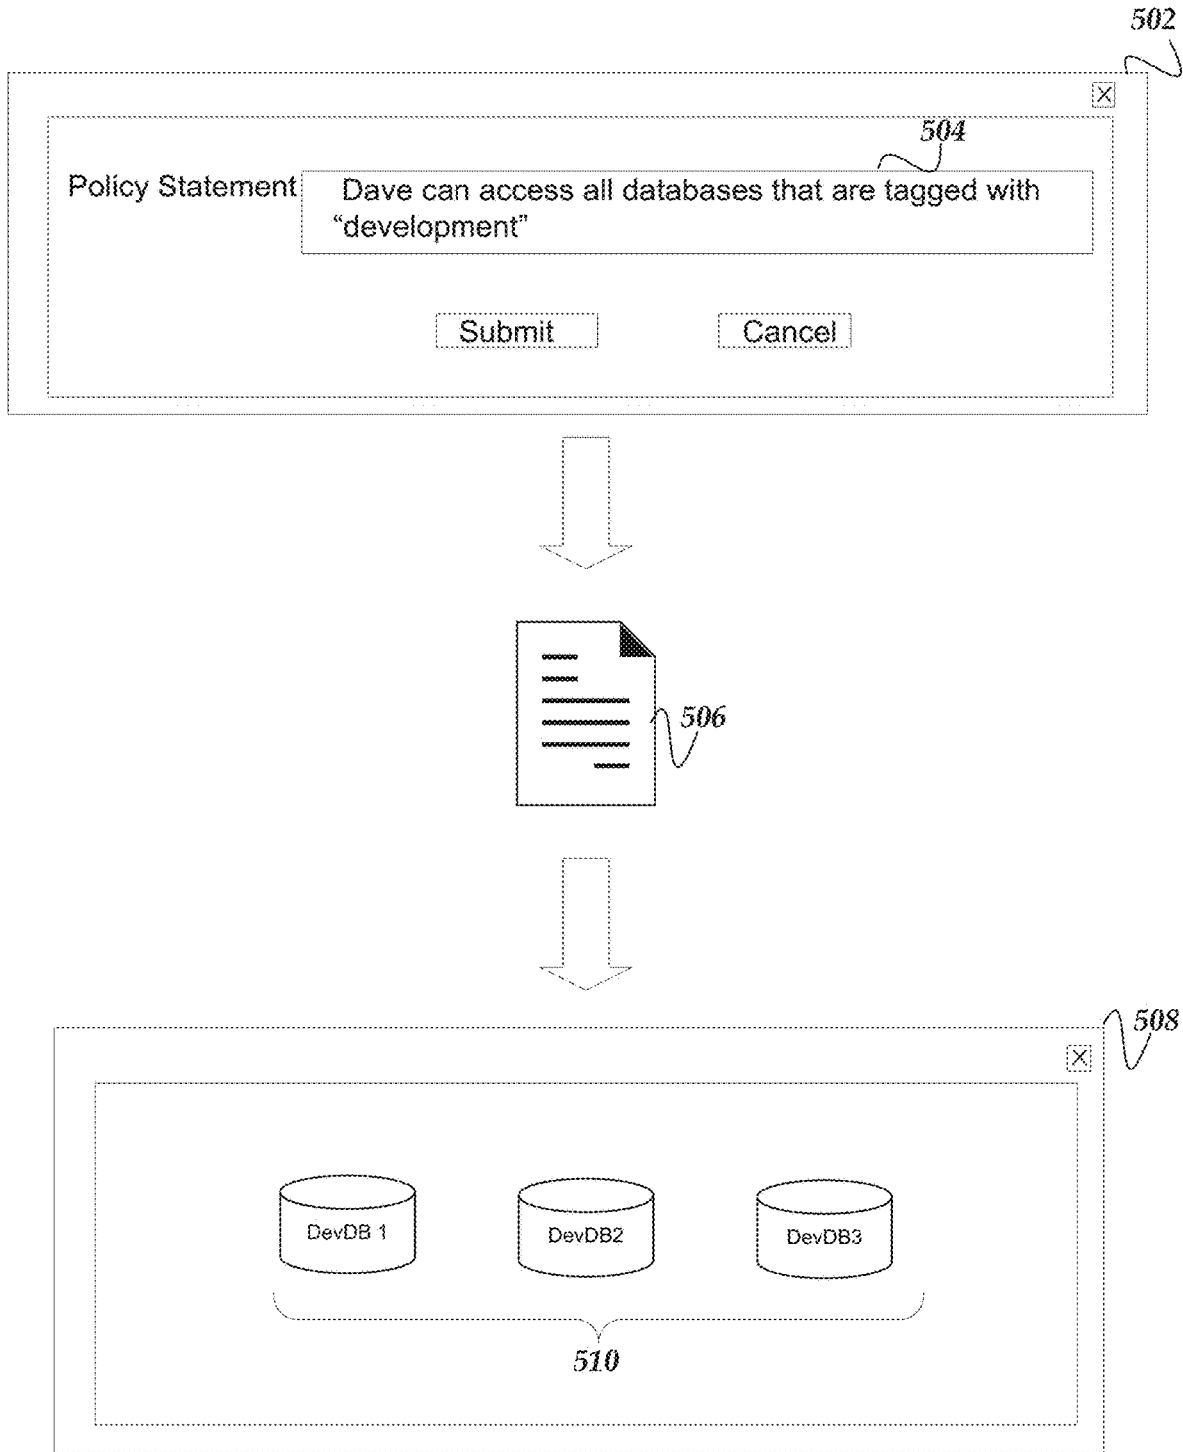 502
504
Policy Statement
Dave can access all databases that are tagged with
“development”
Submit Cancel
506
508
DevDB 1 DevDB2 DevDB3
510